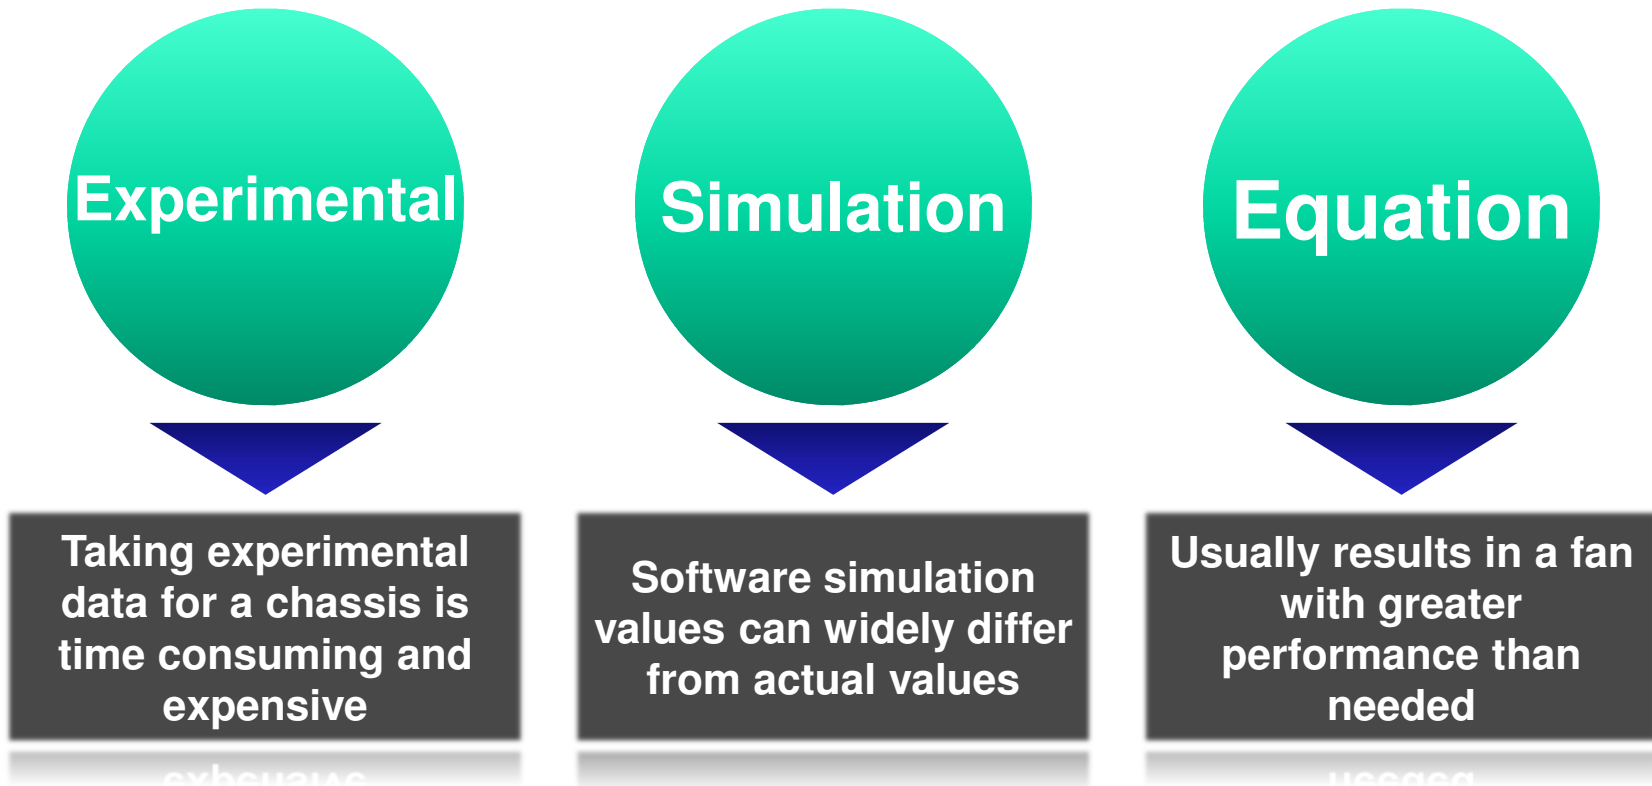 Experimental
Simulation
Equation
Taking experimental
data for a chassis is
time consuming and
expensive
Software simulation
values can widely differ
from actual values
Usually results in a fan
with greater
performance than
needed